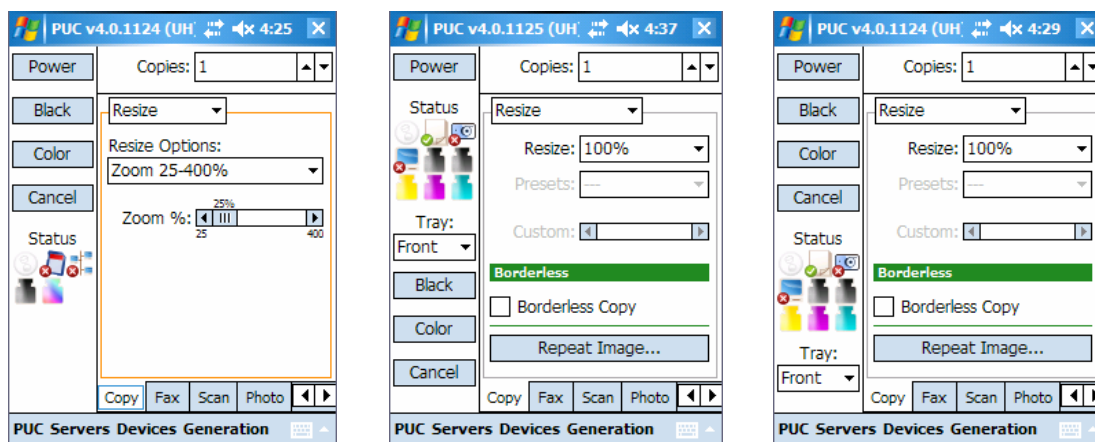 PUC v4.0.1124 (UH 4:25
Power
Copies: 1
Black
Resize
Color
Resize Options:
Zoom 25-400%
Cancel
25%
Zoom %:
25 400
Status
Copy Fax Scan Photo
PUC Servers Devices Generation
PUC v4.0.1125 (UH 4:37
Power
Copies: 1
Status
Resize
Resize: 100%
Presets: ---
Tray:
Front
Custom:
Borderless
Black
Borderless Copy
Color
Repeat Image...
Cancel
Copy Fax Scan Photo
PUC Servers Devices Generation
PUC v4.0.1124 (UH 4:29
Power
Copies: 1
Black
Resize
Color
Resize: 100%
Cancel
Presets: ---
Status
Custom:
Borderless
Borderless Copy
Tray:
Repeat Image...
Front
Copy Fax Scan Photo
PUC Servers Devices Generation